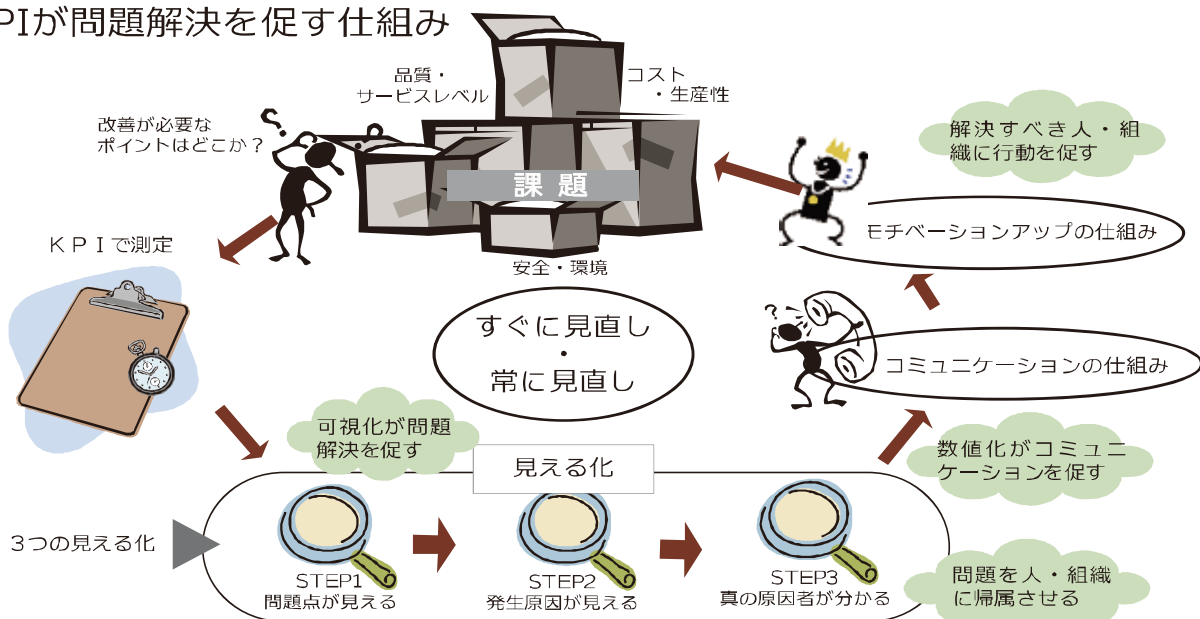 PIが問題解決を促す仕組み
品質・
サービスレベル
コスト
・生産性
改善が必要な
ポイントはどこか？
課題
安全・環境
解決すべき人・組
織に行動を促す
モチベーションアップの仕組み
ＫＰＩで測定
すぐに見直し
・
常に見直し
コミュニケーションの仕組み
可視化が問題
解決を促す
数値化がコミュニ
ケーションを促す
見える化
3つの見える化
STEP1
問題点が見える
STEP2
発生原因が見える
STEP3
真の原因者が分かる
問題を人・組織
に帰属させる